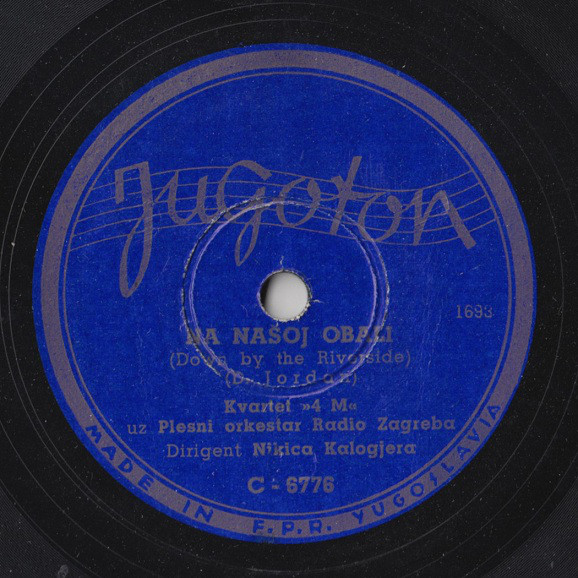 Jugoton
1693
NA NAŠOJ OBALI
(Down by the Riverside)
(D. Jordan)
Kvartet »4 M«
uz Plesni orkestar Radio Zagreba
Dirigent Nikica Kalogjera
C - 6776
MADE IN F.P.R. YUGOSLAVIA